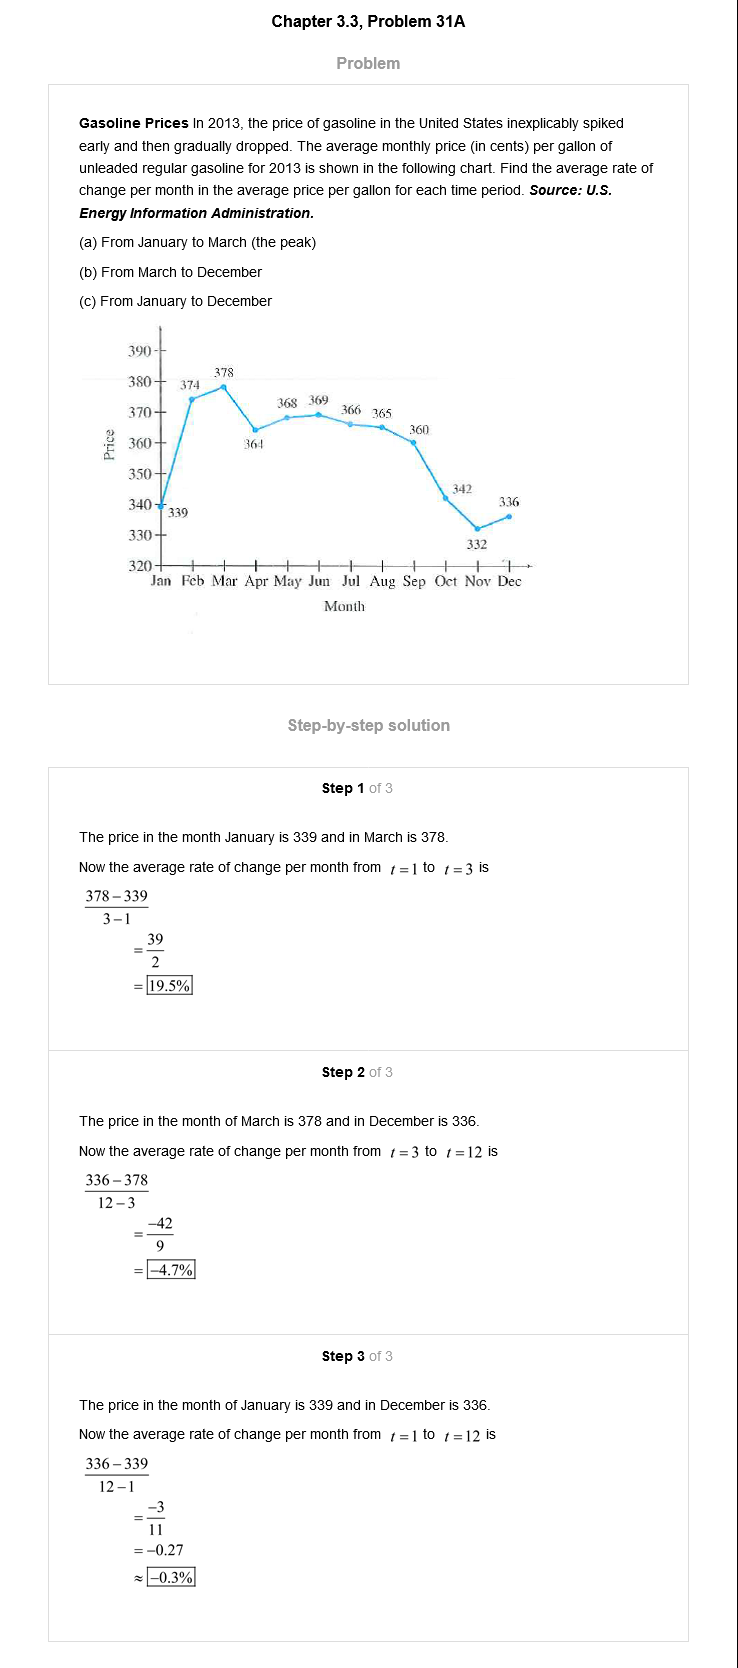 Chapter 3.3, Problem 31A
Problem
Gasoline Prices In 2013, the price of gasoline in the United States inexplicably spiked
early and then gradually dropped. The average monthly price (in cents) per gallon of
unleaded regular gasoline for 2013 is shown in the following chart. Find the average rate of
change per month in the average price per gallon for each time period. Source: U.S.
Energy Information Administration.
(a) From January to March (the peak)
(b) From March to December
(c) From January to December
390
380
370
360
350
340
330
320
Price
339
374
378
364
368
369
366
365
360
342
332
336
Jan Feb Mar Apr May Jun Jul Aug Sep Oct Nov Dec
Month
Step-by-step solution
Step 1 of 3
The price in the month January is 339 and in March is 378.
Now the average rate of change per month from t = 1 to t = 3 is
378 – 339
3 – 1
= 39
2
= 19.5%
Step 2 of 3
The price in the month of March is 378 and in December is 336.
Now the average rate of change per month from t = 3 to t = 12 is
336 – 378
12 – 3
= –42
9
= –4.7%
Step 3 of 3
The price in the month of January is 339 and in December is 336.
Now the average rate of change per month from t = 1 to t = 12 is
336 – 339
12 – 1
= –3
11
= –0.27
≈ –0.3%